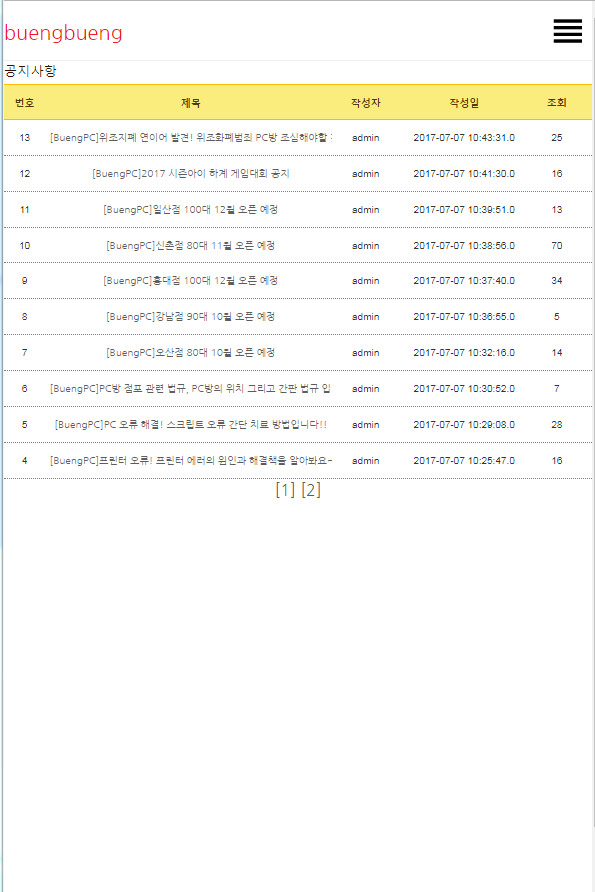 buengbueng
공지사항
번호 제목 작성자 작성일 조회
13 [BuengPC]위조지폐 연이어 발견! 위조화폐범죄 PC방 조심해야할 admin 2017-07-07 10:43:31.0 25
12 [BuengPC]2017 시즌아이 하계 게임대회 공지 admin 2017-07-07 10:41:30.0 16
11 [BuengPC]일산점 100대 12월 오픈 예정 admin 2017-07-07 10:39:51.0 13
10 [BuengPC]신촌점 80대 11월 오픈 예정 admin 2017-07-07 10:38:56.0 70
9 [BuengPC]홍대점 100대 12월 오픈 예정 admin 2017-07-07 10:37:40.0 34
8 [BuengPC]강남점 90대 10월 오픈 예정 admin 2017-07-07 10:36:55.0 5
7 [BuengPC]오산점 80대 10월 오픈 예정 admin 2017-07-07 10:32:16.0 14
6 [BuengPC]PC방 점포 관련 법규, PC방의 위치 그리고 간판 법규 입 admin 2017-07-07 10:30:52.0 7
5 [BuengPC]PC 오류 해결! 스크립트 오류 간단 치료 방법입니다!! admin 2017-07-07 10:29:08.0 28
4 [BuengPC]프린터 오류! 프린터 에러의 원인과 해결책을 알아봐요~ admin 2017-07-07 10:25:47.0 16
[1] [2]